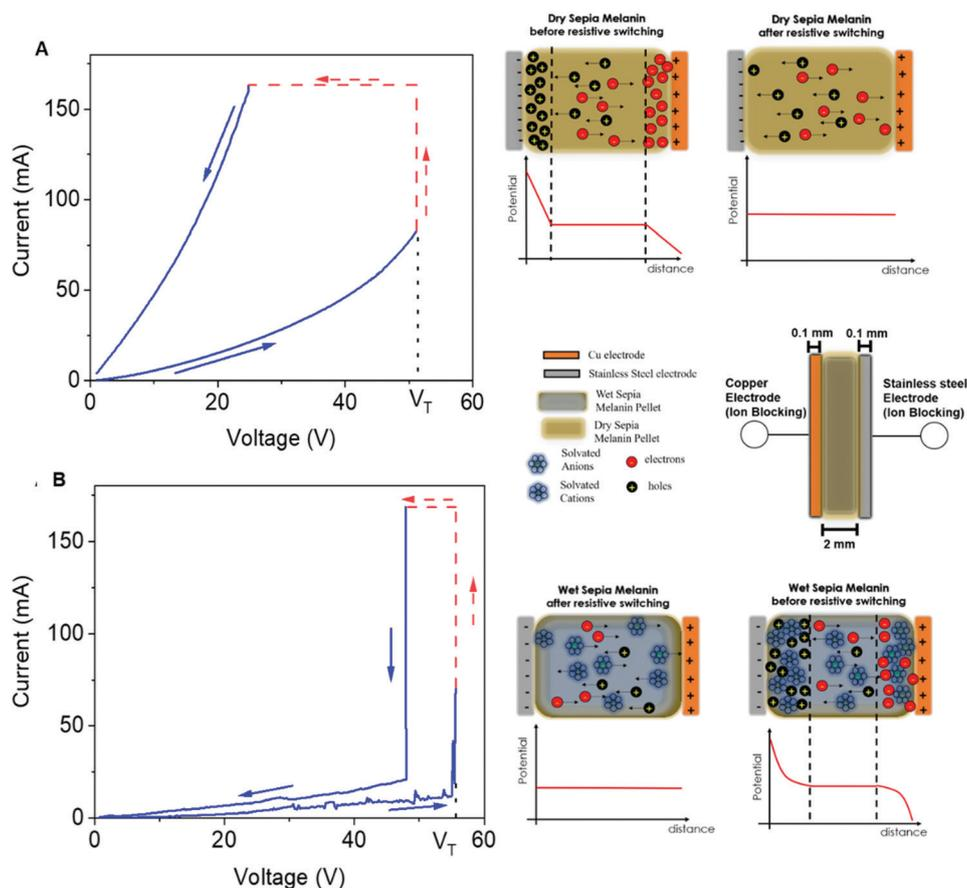 A
Current (mA)
150
100
50
0
0
20
40
60
V_T
Voltage (V)
Dry Sepia Melanin
before resistive switching
Potential
distance
Dry Sepia Melanin
after resistive switching
Potential
distance
Cu electrode
Stainless Steel electrode
Wet Sepia
Melanin Pellet
Dry Sepia
Melanin Pellet
Solvated
Anions
electrons
Solvated
Cations
holes
0.1 mm
0.1 mm
Copper
Electrode
(Ion Blocking)
Stainless steel
Electrode
(Ion Blocking)
2 mm
B
Current (mA)
150
100
50
0
0
20
40
60
V_T
Voltage (V)
Wet Sepia Melanin
after resistive switching
Potential
distance
Wet Sepia Melanin
before resistive switching
Potential
distance